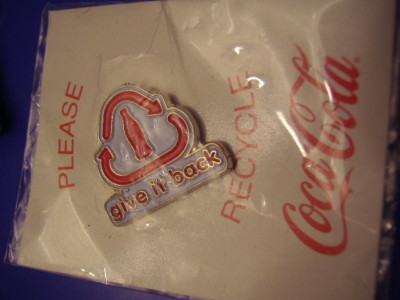 PLEASE
give it back
RECYCLE
Coca-Cola